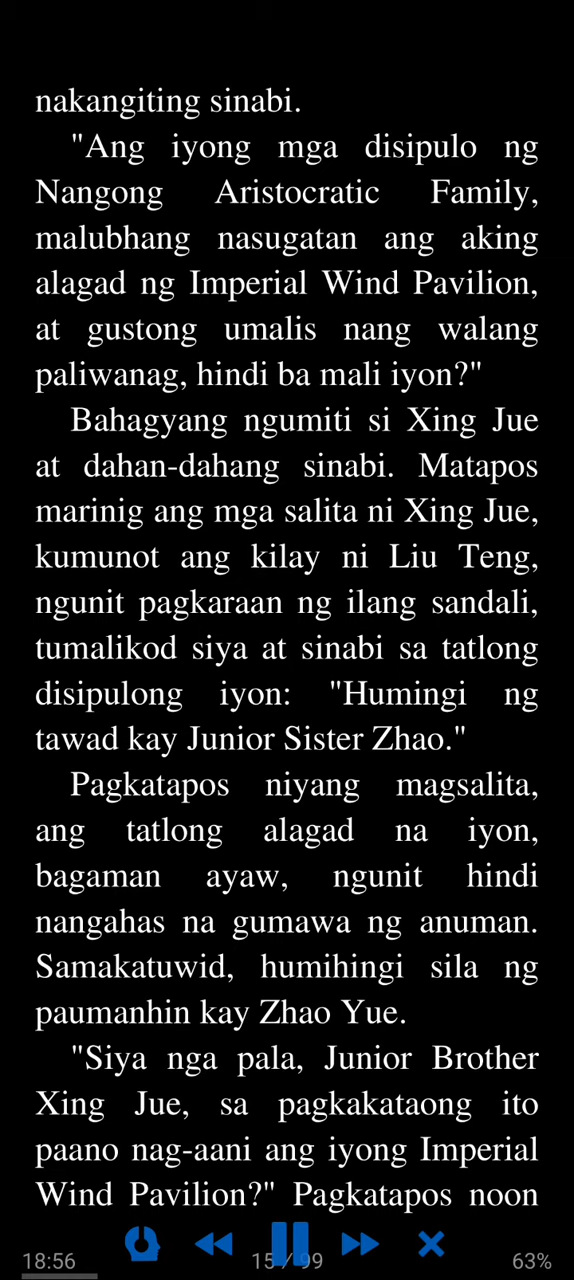 nakangiting sinabi.
"Ang iyong mga disipulo ng
Nangong Aristocratic Family,
malubhang nasugatan ang aking
alagad ng Imperial Wind Pavilion,
at gustong umalis nang walang
paliwanag, hindi ba mali iyon?"
Bahagyang ngumiti si Xing Jue
at dahan-dahang sinabi. Matapos
marinig ang mga salita ni Xing Jue,
kumunot ang kilay ni Liu Teng,
ngunit pagkaraan ng ilang sandali,
tumalikod siya at sinabi sa tatlong
disipulong iyon: "Humingi ng
tawad kay Junior Sister Zhao."
Pagkatapos niyang magsalita,
ang tatlong alagad na iyon,
bagaman ayaw, ngunit hindi
nangahas na gumawa ng anuman.
Samakatuwid, humihingi sila ng
paumanhin kay Zhao Yue.
"Siya nga pala, Junior Brother
Xing Jue, sa pagkakataong ito
paano nag-aani ang iyong Imperial
Wind Pavilion?" Pagkatapos noon
18:56 15 / 99 63%